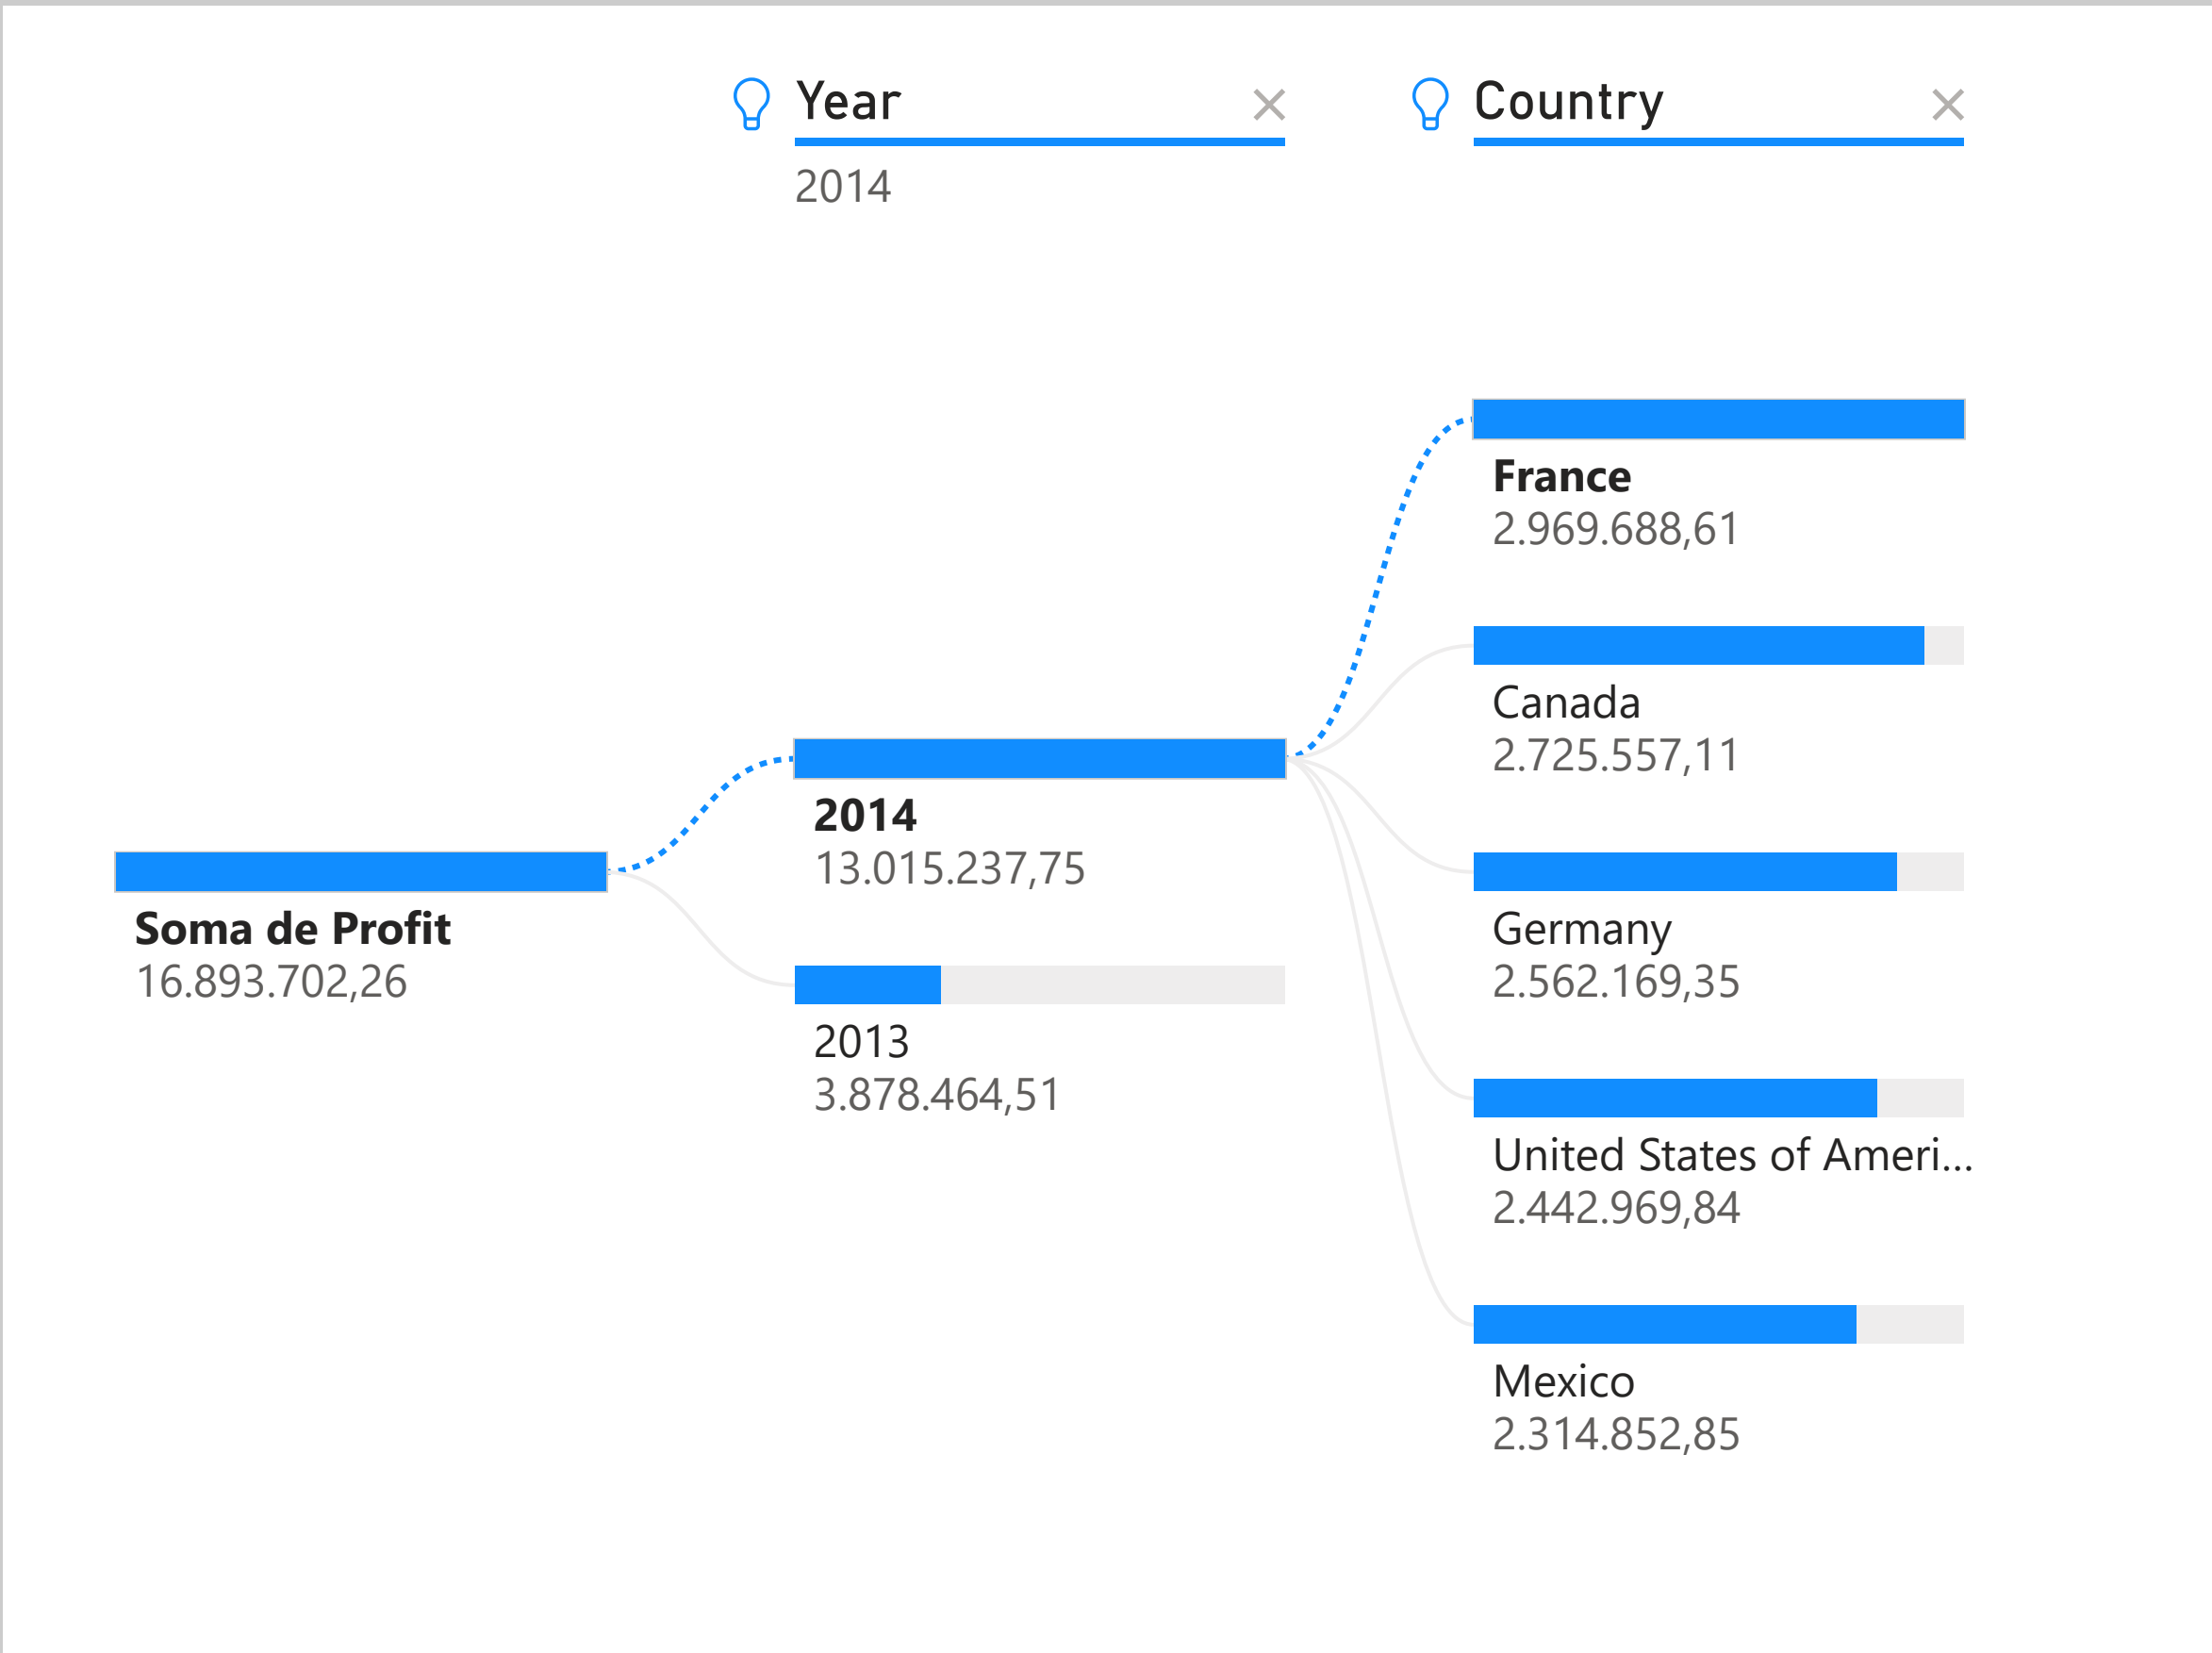 Year
2014
Country
Soma de Profit
16.893.702,26
2014
13.015.237,75
2013
3.878.464,51
France
2.969.688,61
Canada
2.725.557,11
Germany
2.562.169,35
United States of Ameri...
2.442.969,84
Mexico
2.314.852,85